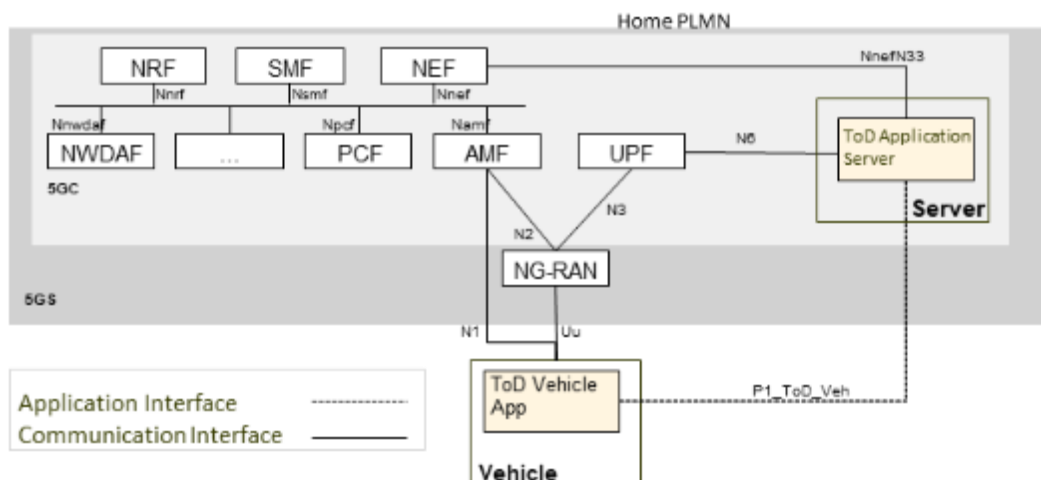 Home PLMN
NRF
SMF
NEF
NnefN33
Nnrf
Nsmf
Nnef
Nnwdaf
Npcf
Namf
NWDAF
...
PCF
AMF
UPF
N6
ToD Application
Server
5GC
Server
N3
N2
NG-RAN
5GS
N1
Uu
ToD Vehicle
App
P1_ToD_Veh
Application Interface
Communication Interface
Vehicle